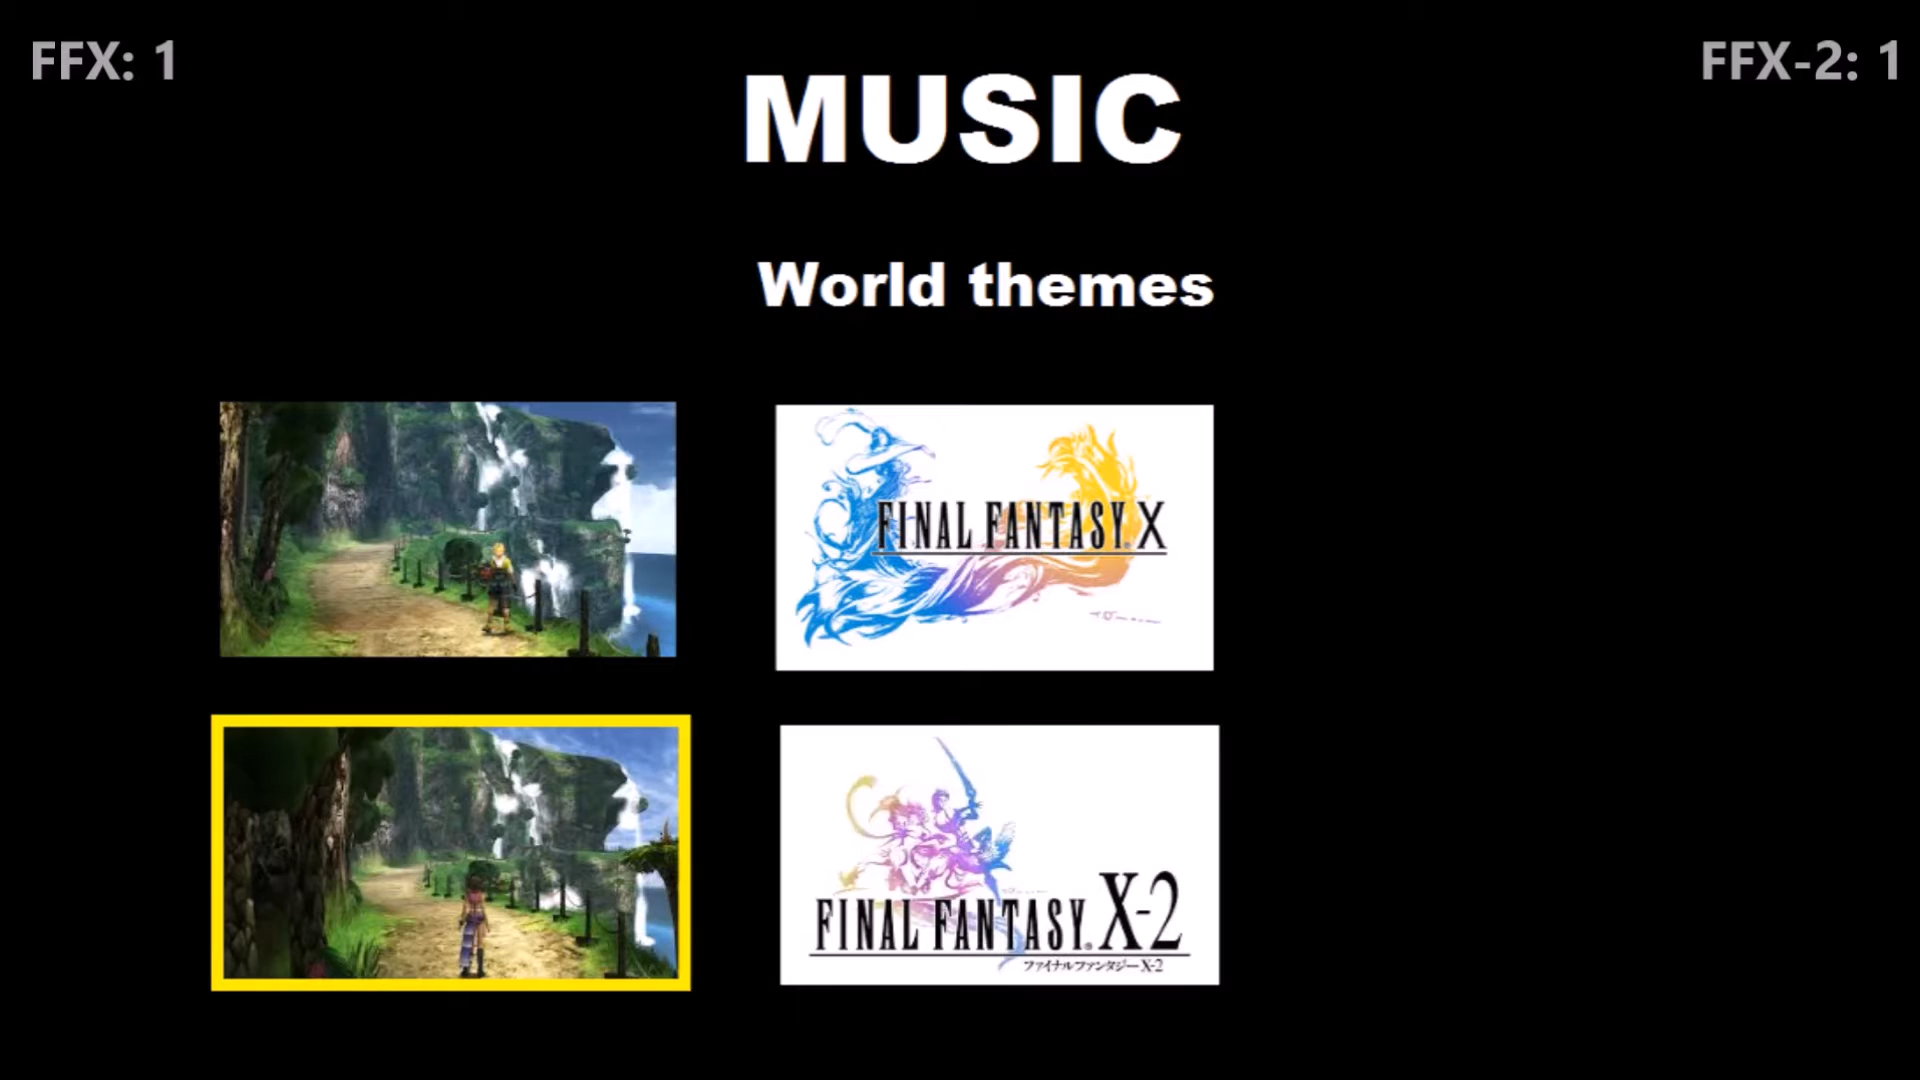 FFX: 1
FFX-2: 1
MUSIC
World themes
FINAL FANTASY X
FINAL FANTASY® X-2
ファイナルファンタジーX-2